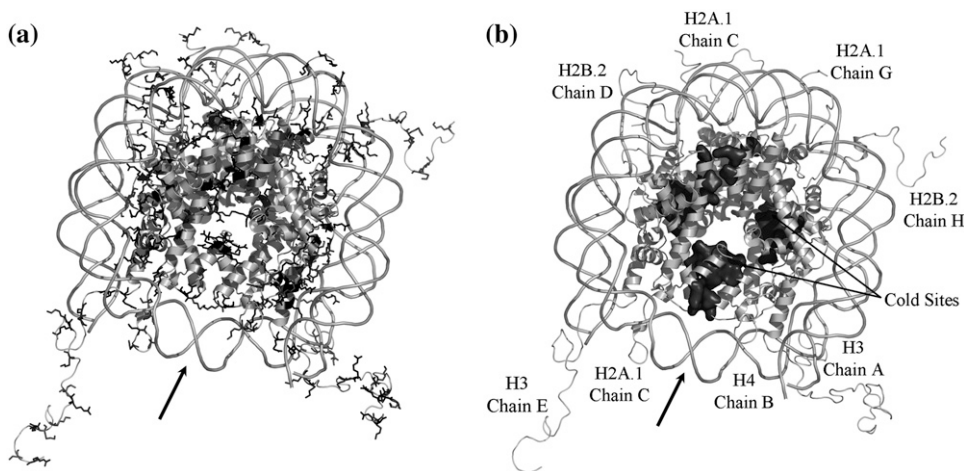 (a)
(b)
H2A.1
Chain C
H2A.1
Chain G
H2B.2
Chain D
H2B.2
Chain H
Cold Sites
H3
Chain A
H4
Chain B
H2A.1
Chain C
H3
Chain E